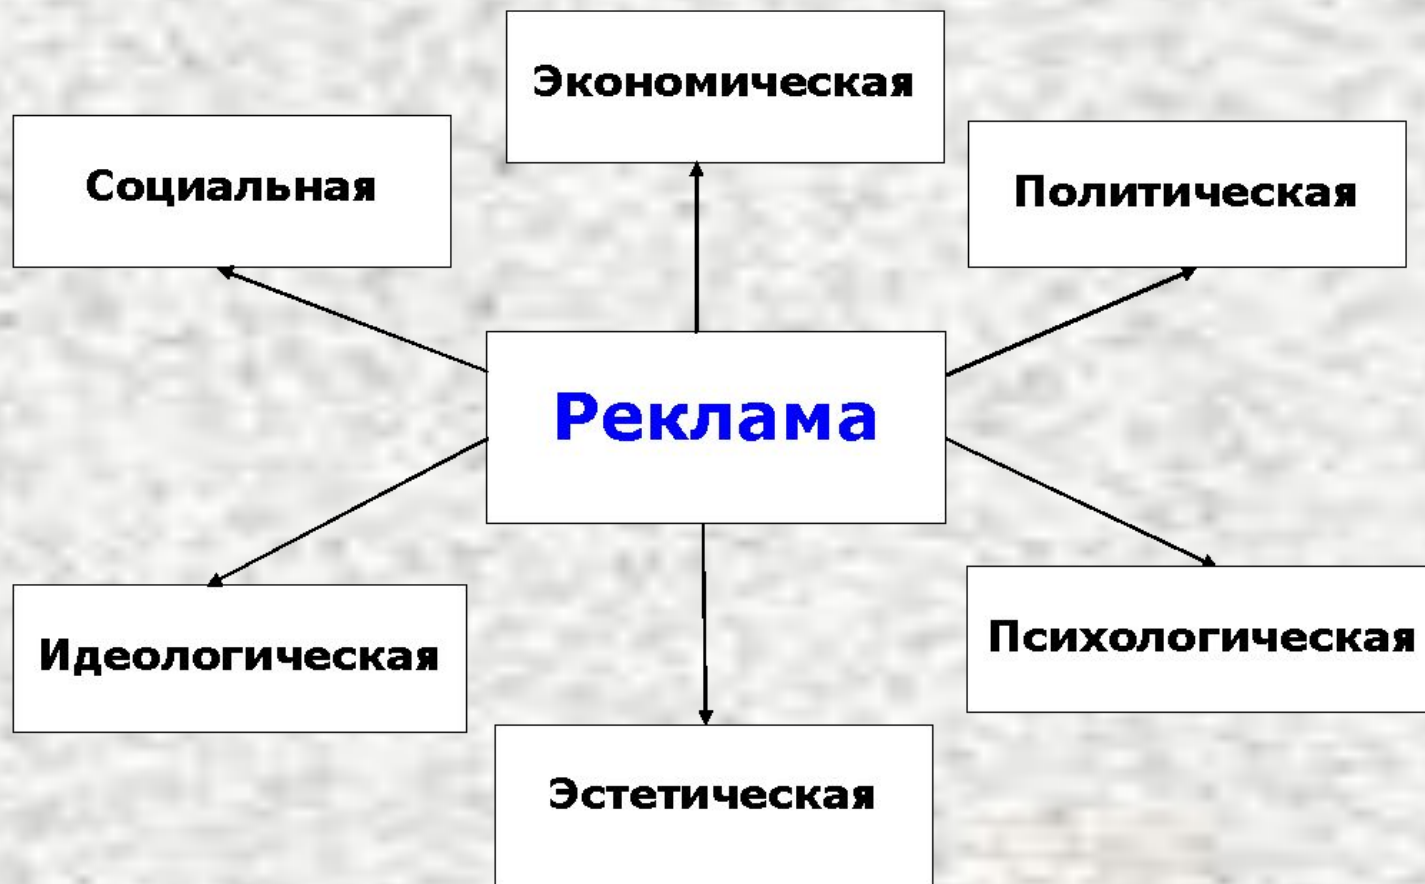 Экономическая
Социальная
Политическая
Реклама
Идеологическая
Психологическая
Эстетическая